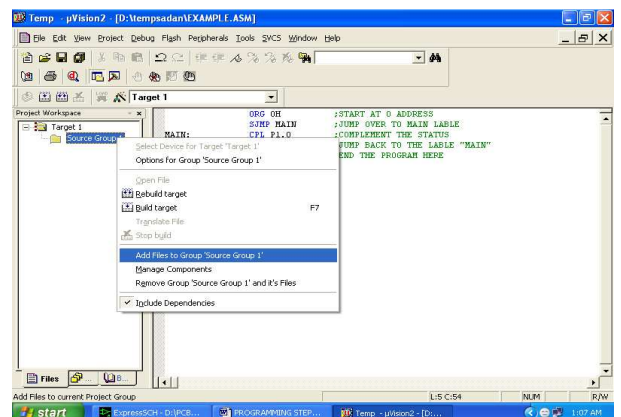 Temp - µVision2 - [D:\tempsadan\EXAMPLE.ASM]
File Edit View Project Debug Flash Peripherals Tools SVCS Window Help
Target 1
Project Workspace
ORG 0H ;START AT 0 ADDRESS
Target 1
SJMP MAIN ;JUMP OVER TO MAIN LABLE
Source Group
MAIN: CPL P1.0 ;COMPLEMENT THE STATUS
JUMP BACK TO THE LABLE "MAIN"
END THE PROGRAM HERE
Select Device for Target 'Target 1'
Options for Group 'Source Group 1'
Open File
Rebuild target
Build target F7
Translate File
Stop build
Add Files to Group 'Source Group 1'
Manage Components
Remove Group 'Source Group 1' and it's Files
Include Dependencies
Files B...
Add Files to current Project Group L:5 C:54 NUM R/W
start ExpressSCH - D:\PCB... PROGRAMMING STEP... Temp - µVision2 - [D:... 1:07 AM